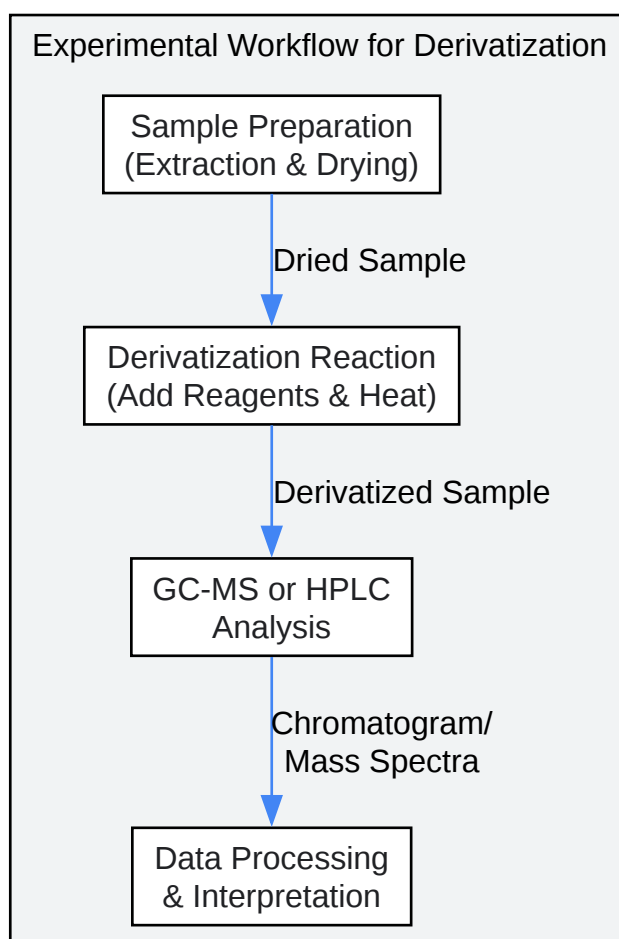 Experimental Workflow for Derivatization
Sample Preparation
(Extraction & Drying)
Dried Sample
Derivatization Reaction
(Add Reagents & Heat)
Derivatized Sample
GC-MS or HPLC
Analysis
Chromatogram/
Mass Spectra
Data Processing
& Interpretation